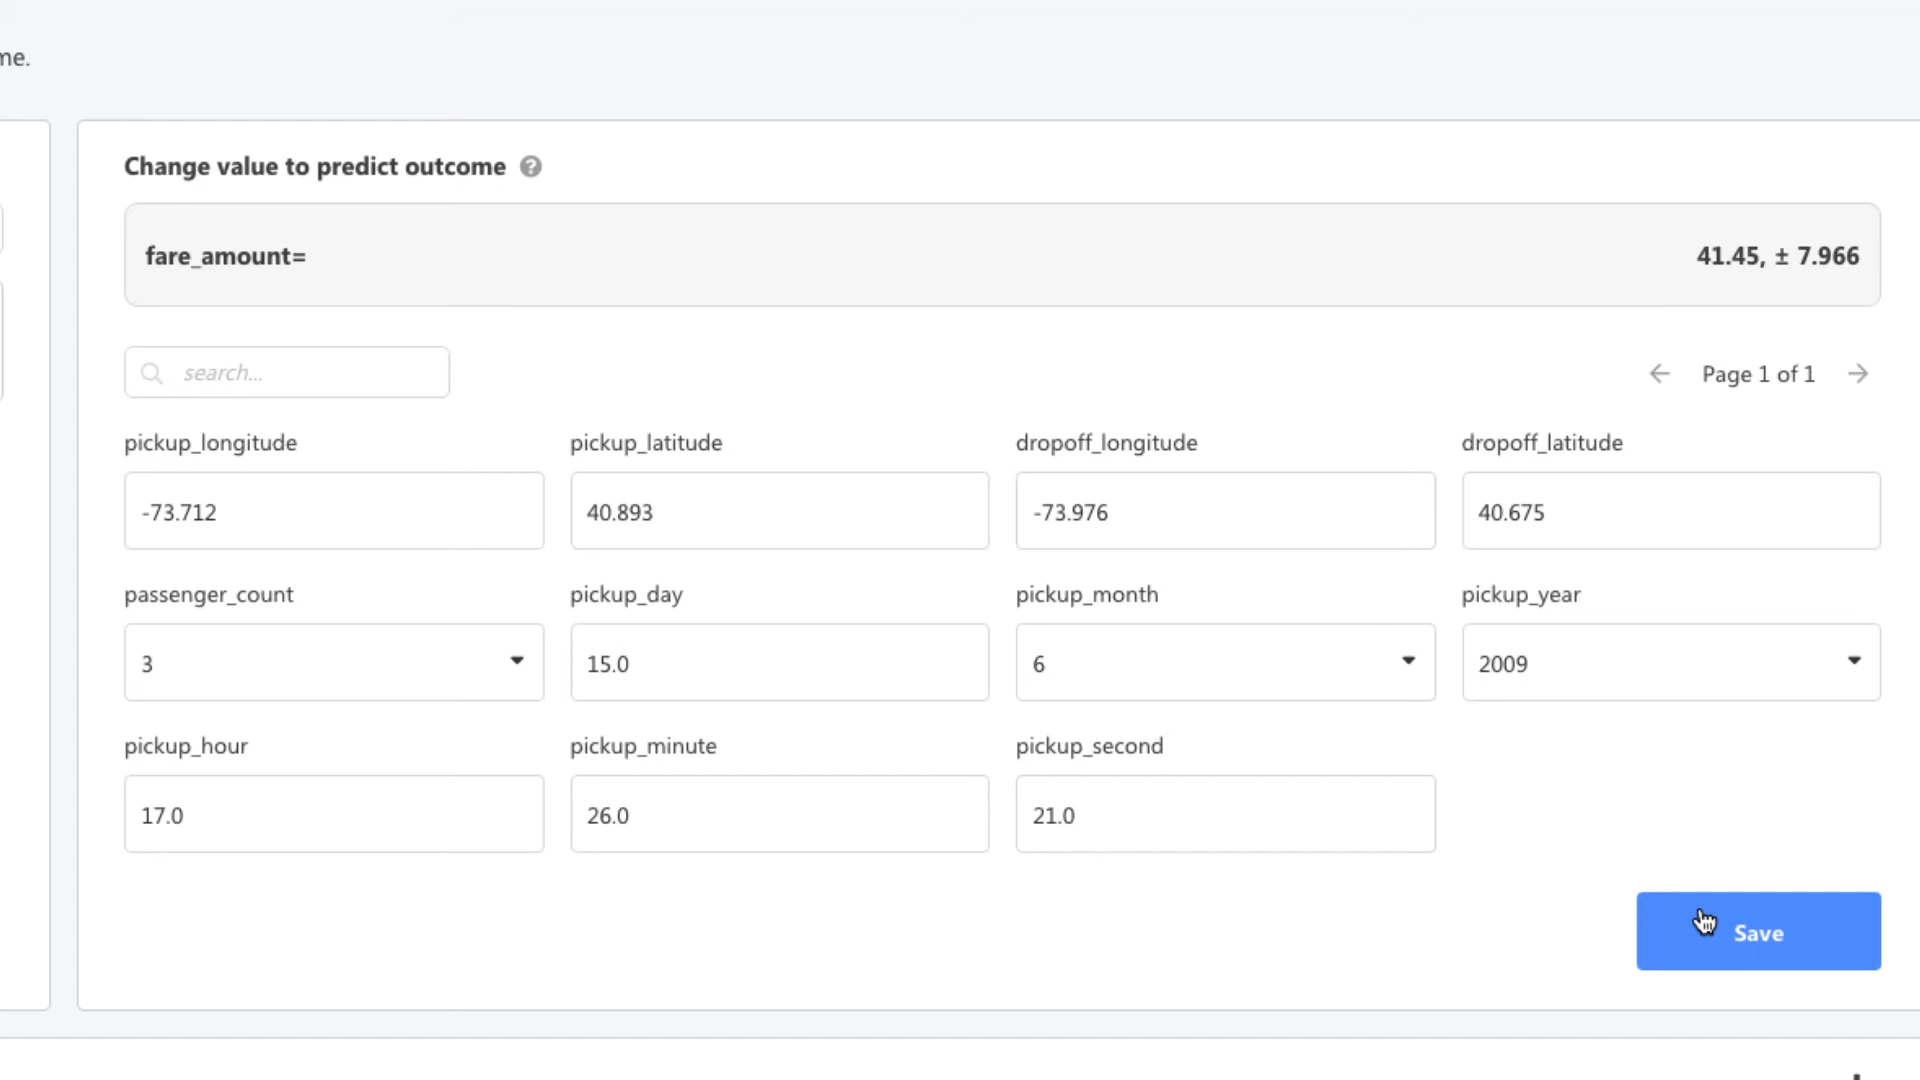 me.
Change value to predict outcome ?
fare_amount= 41.45, ± 7.966
search... Page 1 of 1
pickup_longitude pickup_latitude dropoff_longitude dropoff_latitude
-73.712 40.893 -73.976 40.675
passenger_count pickup_day pickup_month pickup_year
3 15.0 6 2009
pickup_hour pickup_minute pickup_second
17.0 26.0 21.0
Save